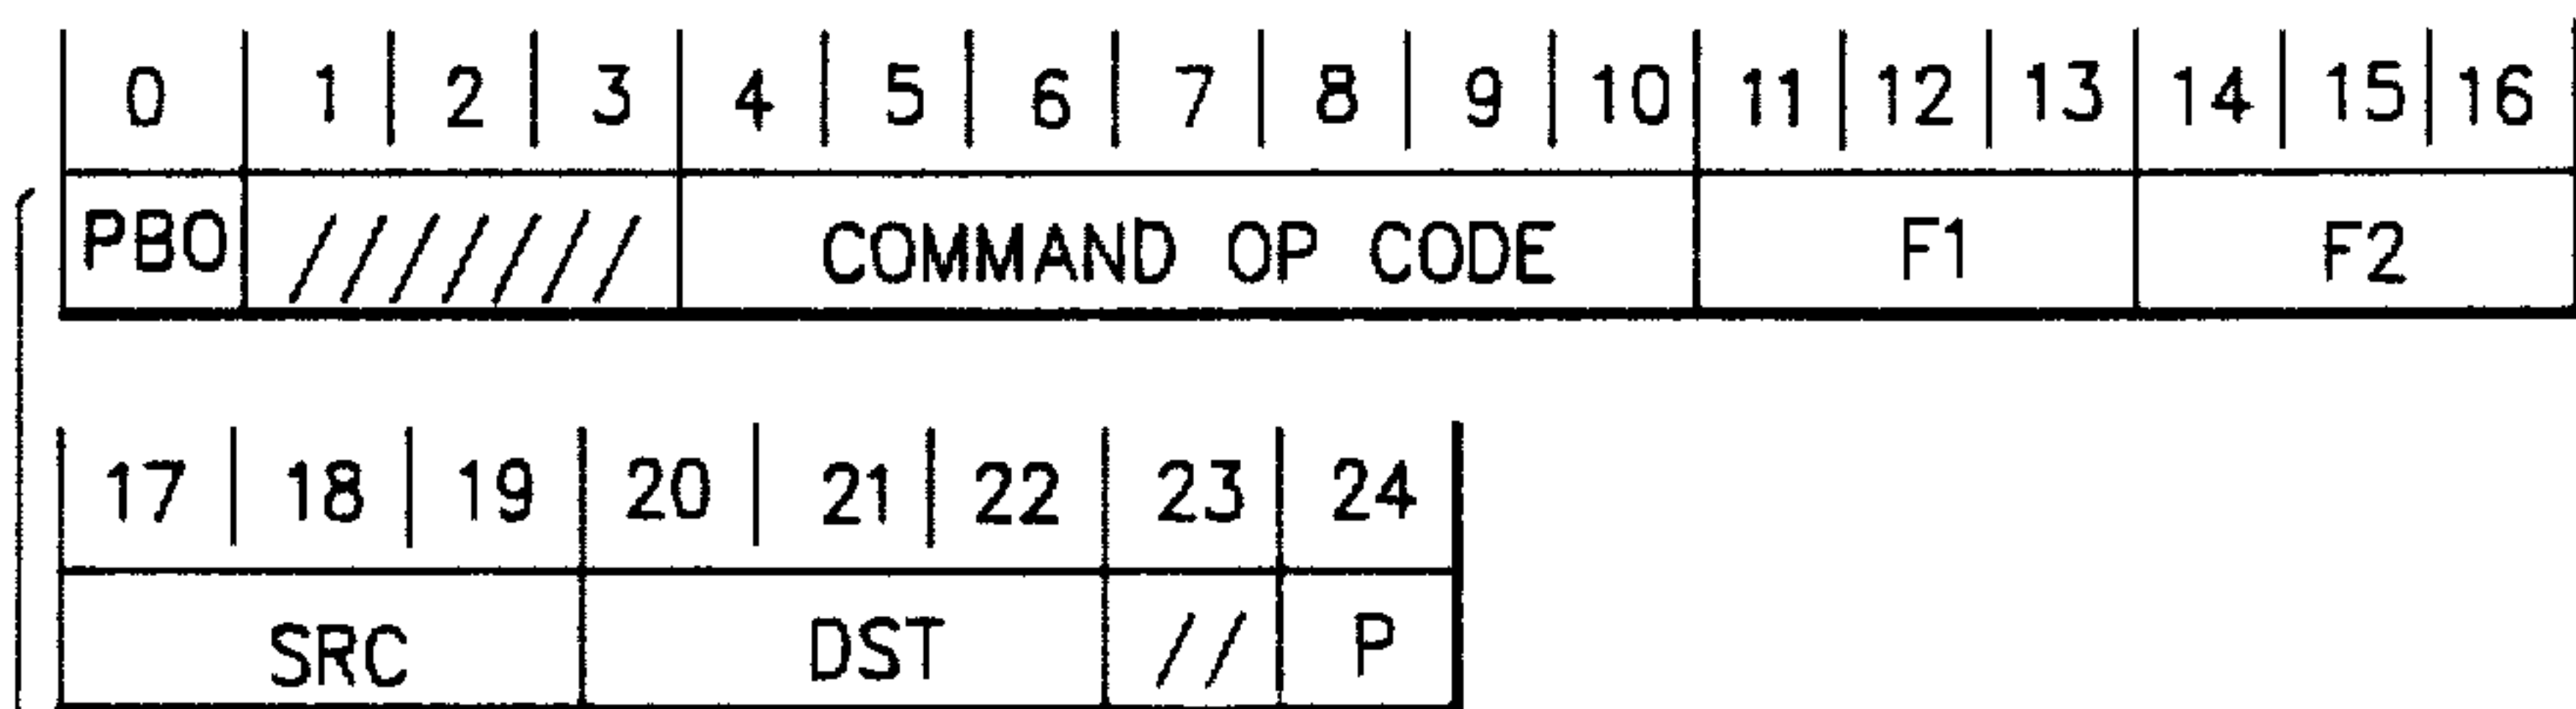 0 1 2 3 4 5 6 7 8 9 10 11 12 13 14 15 16
PBO /////// COMMAND OP CODE F1 F2
17 18 19 20 21 22 23 24
SRC DST // P